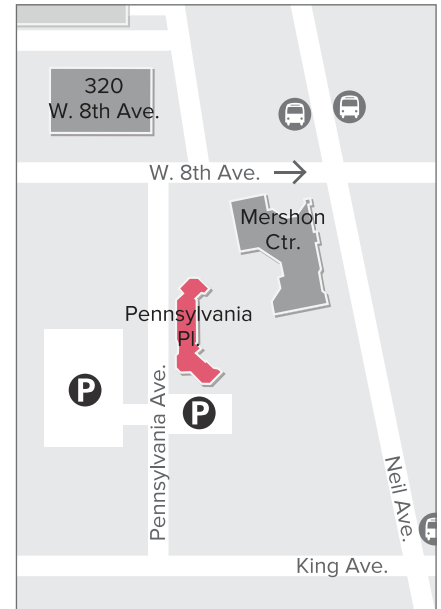 320
W. 8th Ave.
W. 8th Ave.
Mershon
Ctr.
Pennsylvania
Pl.
P
P
Pennsylvania Ave.
Neil Ave.
King Ave.